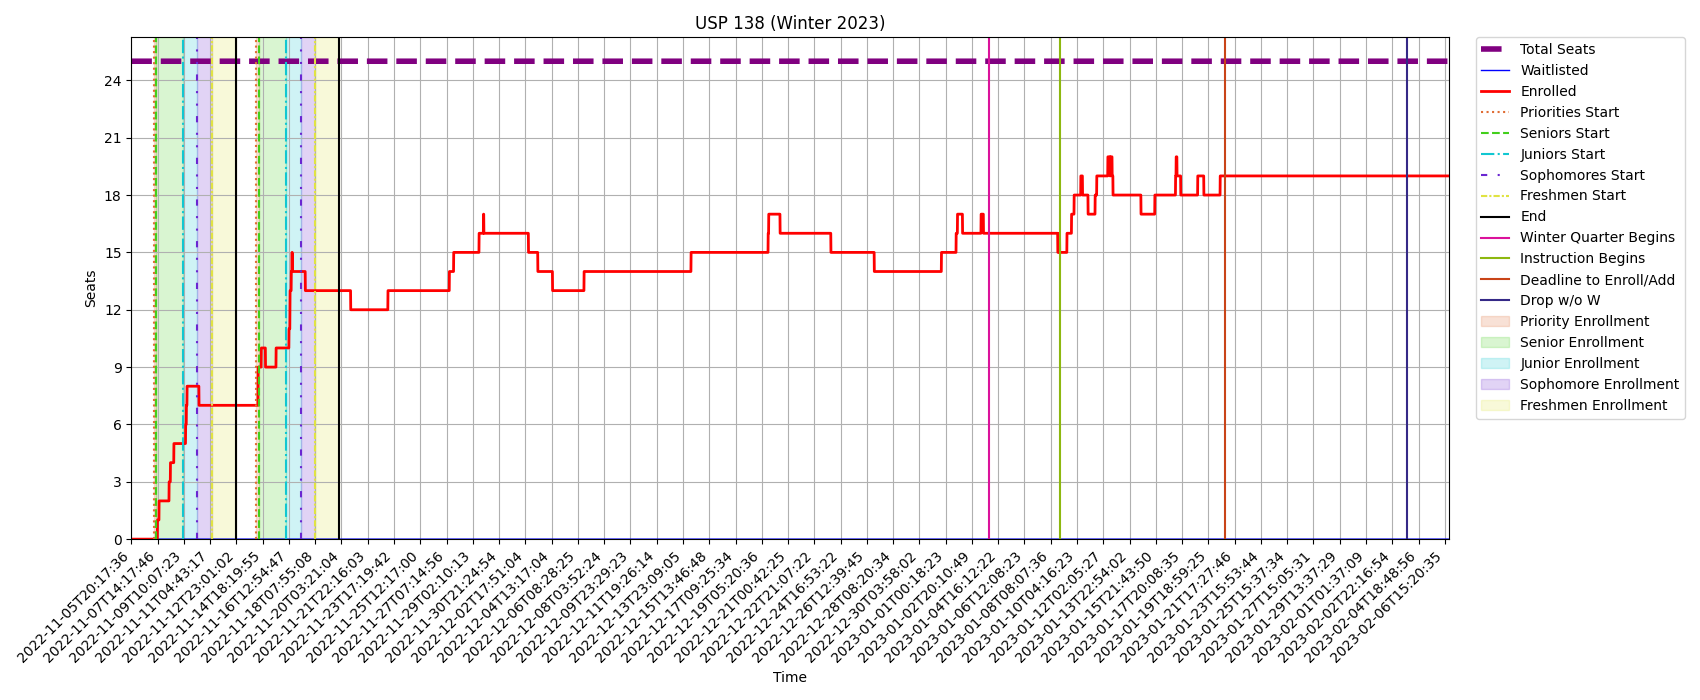 USP 138 (Winter 2023)
Total Seats
Waitlisted
Enrolled
Priorities Start
Seniors Start
Juniors Start
Sophomores Start
Freshmen Start
End
Winter Quarter Begins
Instruction Begins
Deadline to Enroll/Add
Drop w/o W
Priority Enrollment
Senior Enrollment
Junior Enrollment
Sophomore Enrollment
Freshmen Enrollment
Seats
24
21
18
15
12
9
6
3
0
2022-11-05T20:17:36
2022-11-07T14:17:46
2022-11-09T10:07:23
2022-11-11T04:43:17
2022-11-12T23:01:02
2022-11-14T18:19:55
2022-11-16T12:54:47
2022-11-18T07:55:08
2022-11-20T03:21:04
2022-11-21T22:16:03
2022-11-23T17:19:42
2022-11-25T12:17:00
2022-11-27T07:14:56
2022-11-29T02:10:13
2022-11-30T21:24:54
2022-12-02T17:51:04
2022-12-04T13:17:04
2022-12-06T08:28:25
2022-12-08T03:52:24
2022-12-09T23:29:23
2022-12-11T19:26:14
2022-12-13T23:09:05
2022-12-15T13:46:48
2022-12-17T09:25:34
2022-12-19T05:20:36
2022-12-21T00:42:25
2022-12-22T21:07:22
2022-12-24T16:53:22
2022-12-26T12:39:45
2022-12-28T08:20:34
2022-12-30T03:58:02
2023-01-01T00:18:23
2023-01-02T20:10:49
2023-01-04T16:12:22
2023-01-06T12:08:23
2023-01-08T08:07:36
2023-01-10T04:16:23
2023-01-12T02:05:27
2023-01-13T22:54:02
2023-01-15T21:43:50
2023-01-17T20:08:35
2023-01-19T18:59:25
2023-01-21T17:27:46
2023-01-23T15:53:44
2023-01-25T15:37:34
2023-01-27T15:05:31
2023-01-29T13:37:29
2023-02-01T01:37:09
2023-02-02T22:16:54
2023-02-04T18:48:56
2023-02-06T15:20:35
Time